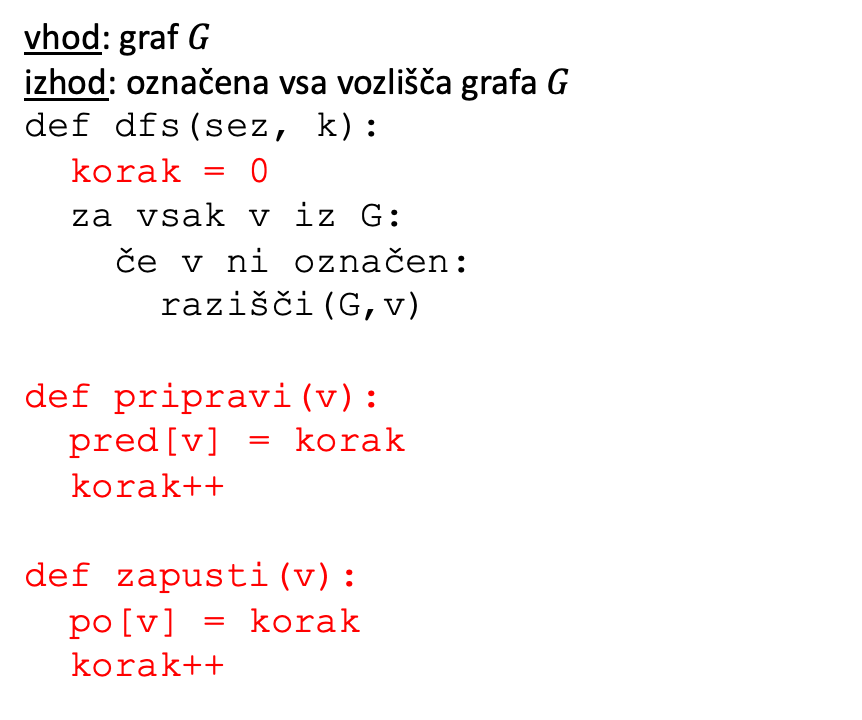 vhod: graf G
izhod: označena vsa vozlišča grafa G
def dfs(sez, k):
  korak = 0
  za vsak v iz G:
    če v ni označen:
      razišči(G,v)

def pripravi(v):
  pred[v] = korak
  korak++

def zapusti(v):
  po[v] = korak
  korak++